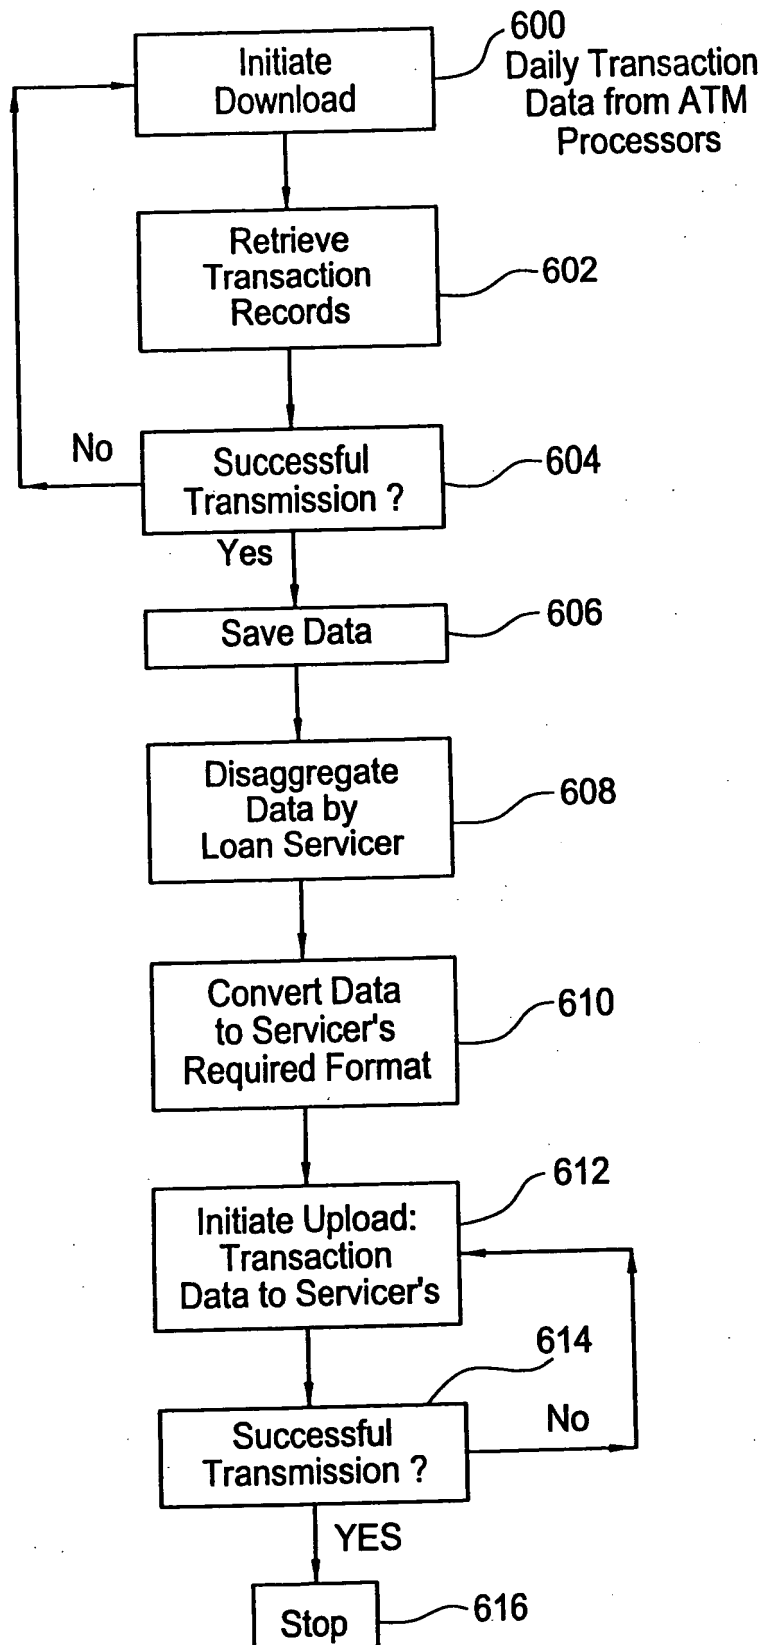 Initiate
Download
600
Daily Transaction
Data from ATM
Processors
Retrieve
Transaction
Records
602
No
Successful
Transmission ?
604
Yes
Save Data
606
Disaggregate
Data by
Loan Servicer
608
Convert Data
to Servicer's
Required Format
610
Initiate Upload:
Transaction
Data to Servicer's
612
614
Successful
Transmission ?
No
YES
Stop
616